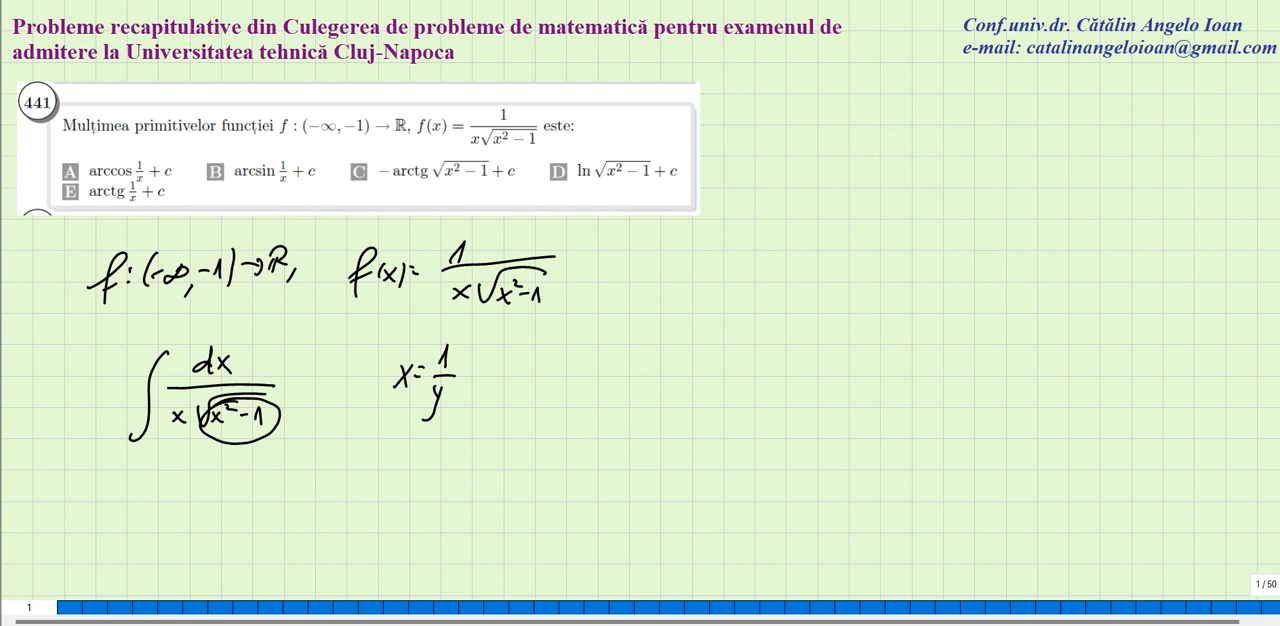 Probleme recapitulative din Culegerea de probleme de matematică pentru examenul de
admitere la Universitatea tehnică Cluj-Napoca
Conf.univ.dr. Cătălin Angelo Ioan
e-mail: catalinangeloioan@gmail.com
441
Mulțimea primitivelor funcției f : (−∞, −1) → ℝ, f(x) = 1/(x√(x² − 1)) este:
A arccos 1/x + c B arcsin 1/x + c C − arctg √(x² − 1) + c D ln √(x² − 1) + c
E arctg 1/x + c
f: (-∞, -1) → ℝ, f(x) = 1/(x√(x²-1))
∫ dx/(x√(x²-1)) x = 1/y
1 / 50
1